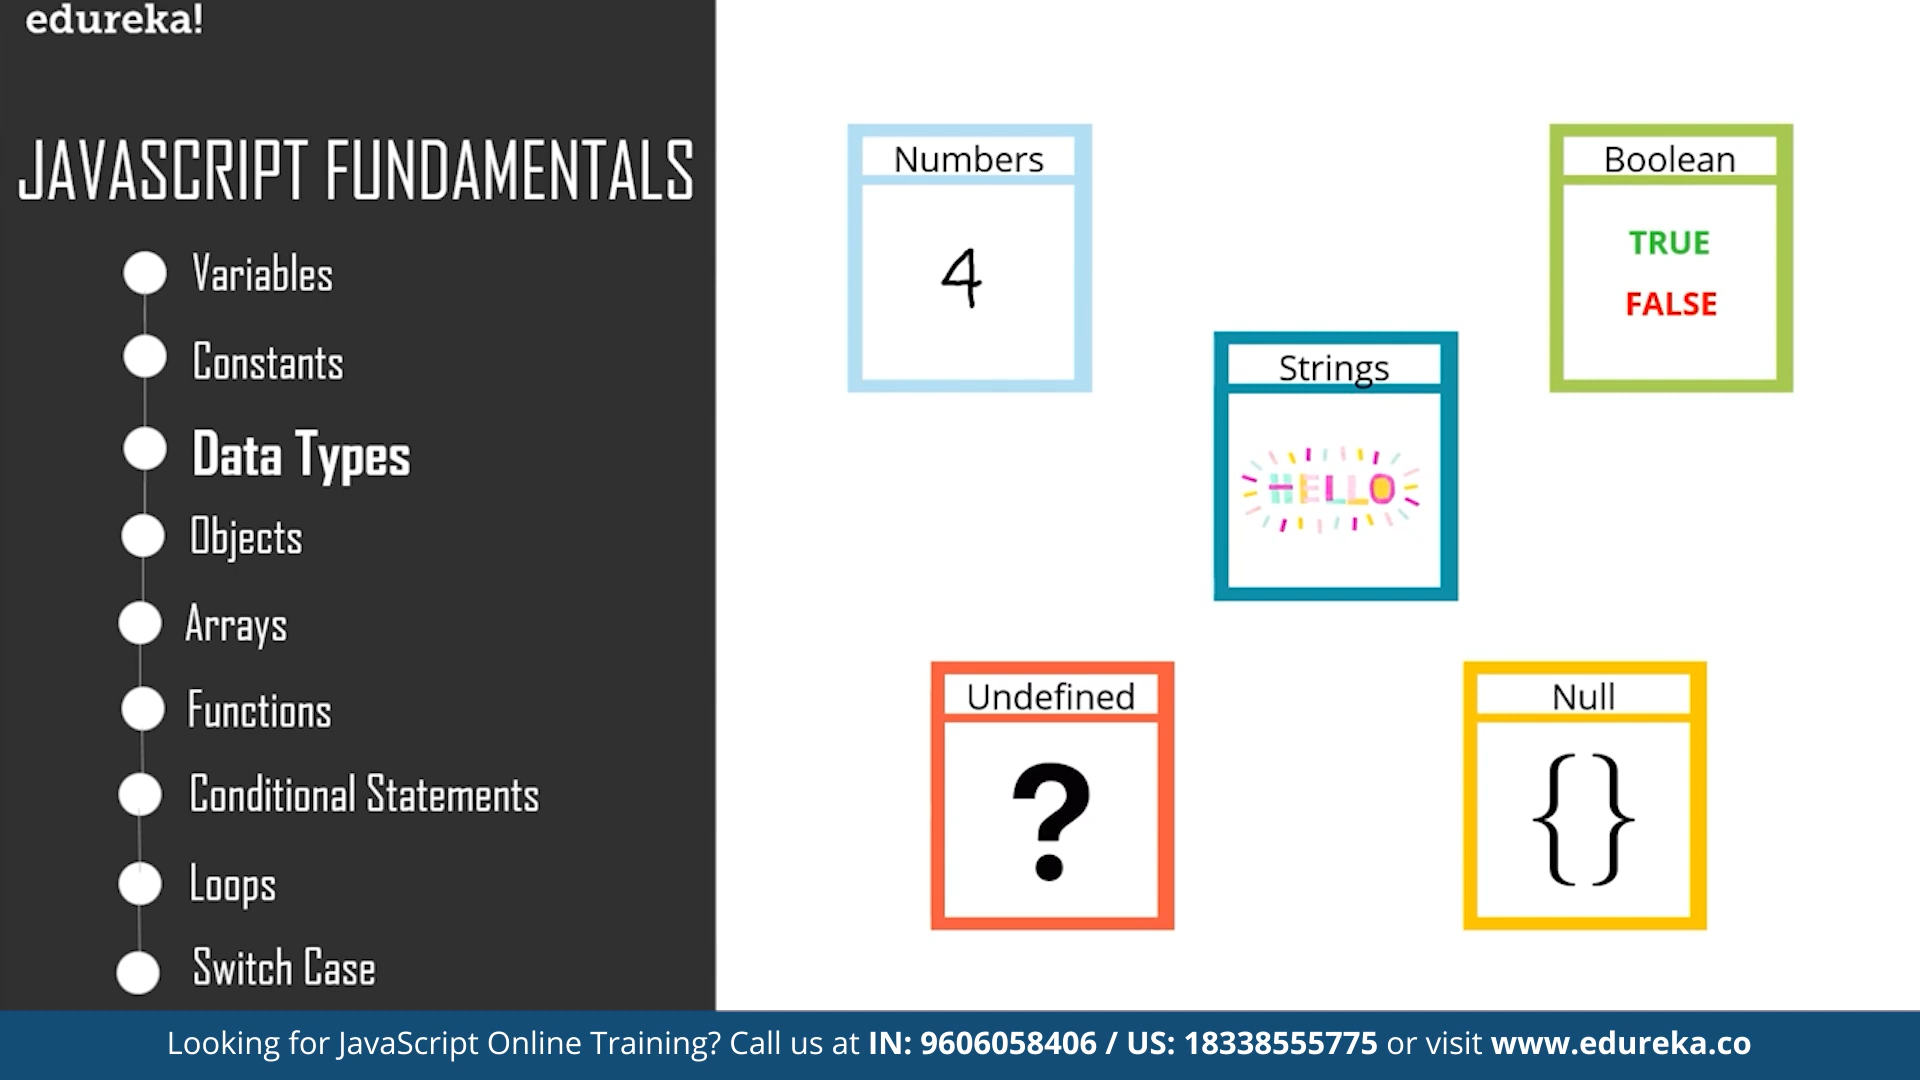 edureka!
JAVASCRIPT FUNDAMENTALS
Variables
Constants
Data Types
Objects
Arrays
Functions
Conditional Statements
Loops
Switch Case
Numbers
4
Boolean
TRUE
FALSE
Strings
HELLO
Undefined
?
Null
{}
Looking for JavaScript Online Training? Call us at IN: 9606058406 / US: 18338555775 or visit www.edureka.co